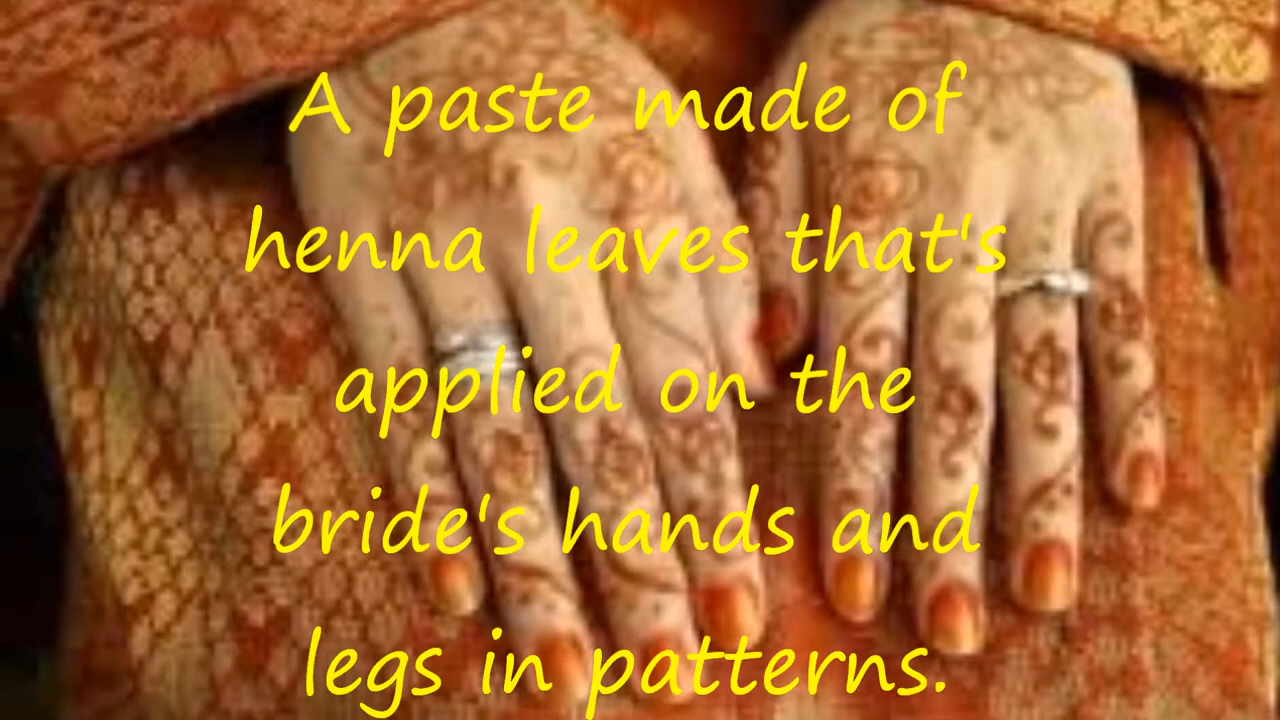 A paste made of
henna leaves that's
applied on the
bride's hands and
legs in patterns.